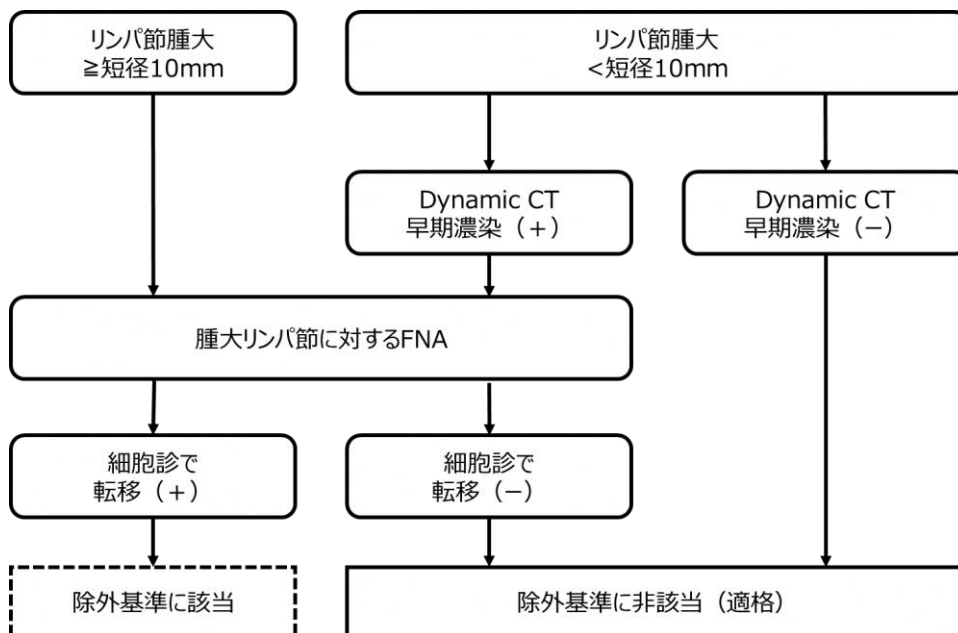 リンパ節腫大
≧短径10mm
リンパ節腫大
<短径10mm
Dynamic CT
早期濃染（+）
Dynamic CT
早期濃染（−）
腫大リンパ節に対するFNA
細胞診で
転移（+）
細胞診で
転移（−）
除外基準に該当
除外基準に非該当（適格）